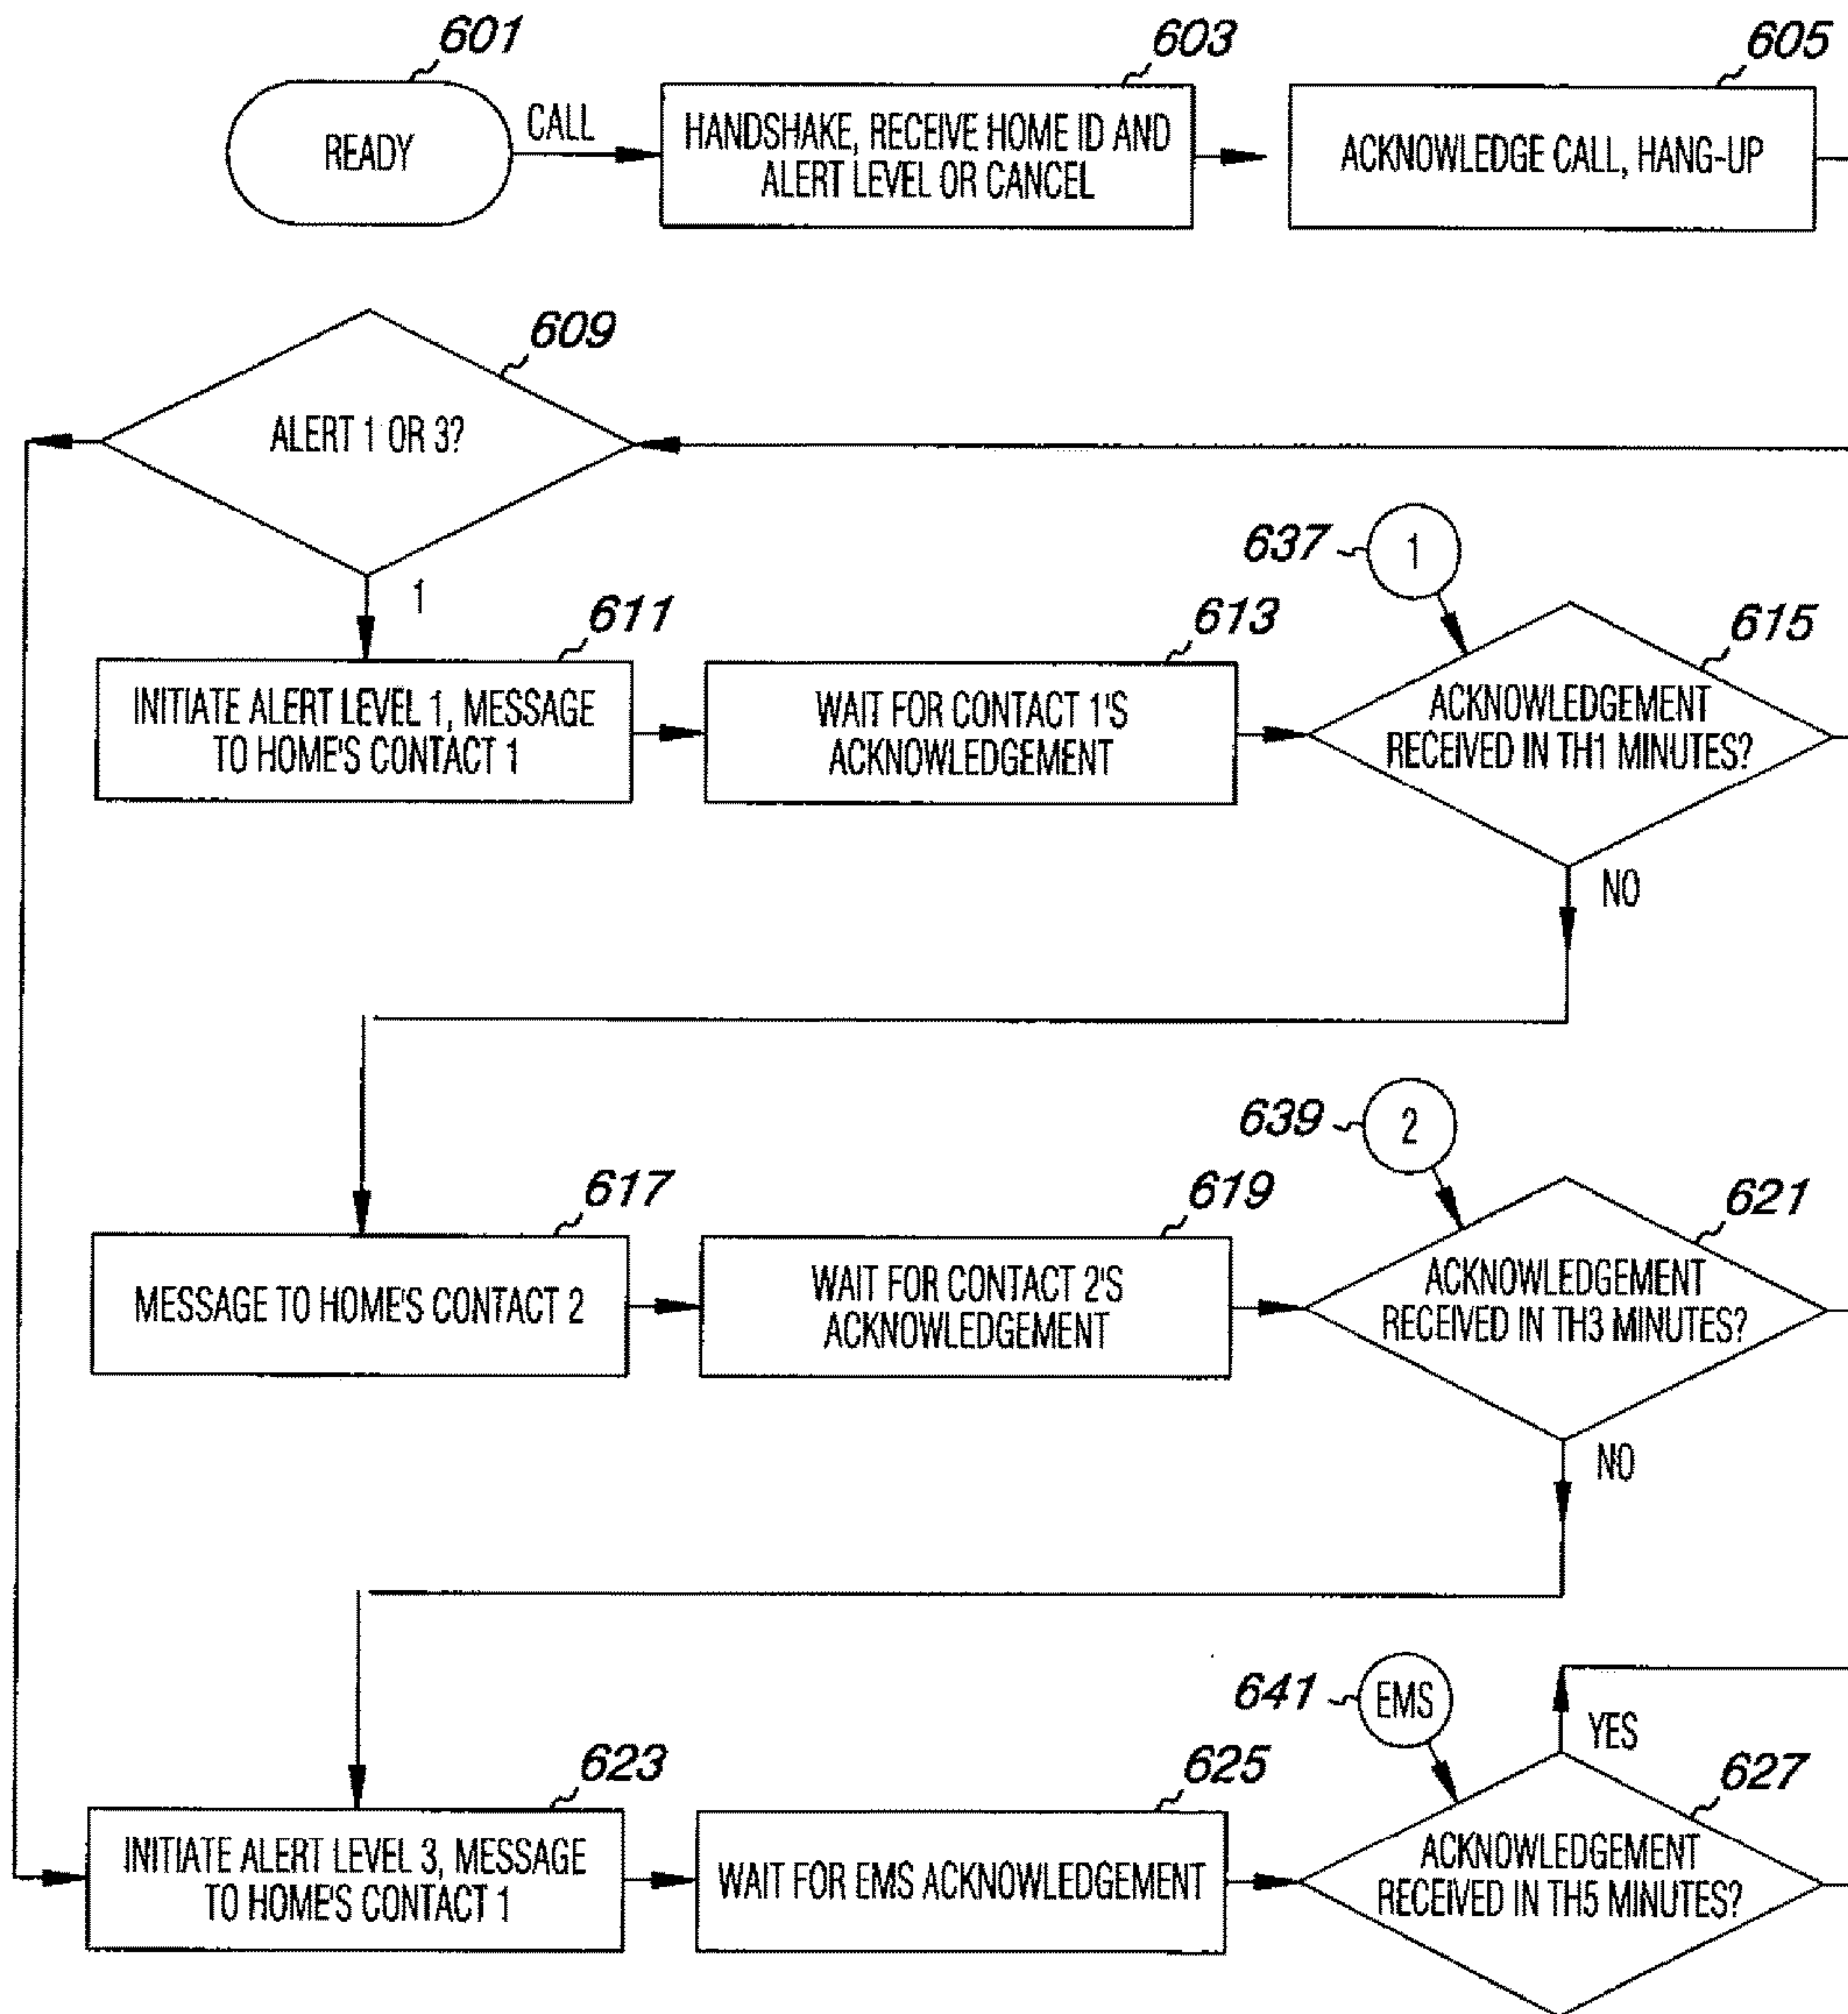 601
603
605
READY
CALL
HANDSHAKE, RECEIVE HOME ID AND
ALERT LEVEL OR CANCEL
ACKNOWLEDGE CALL, HANG-UP
609
ALERT 1 OR 3?
1
637
1
611
613
615
INITIATE ALERT LEVEL 1, MESSAGE
TO HOME'S CONTACT 1
WAIT FOR CONTACT 1'S
ACKNOWLEDGEMENT
ACKNOWLEDGEMENT
RECEIVED IN TH1 MINUTES?
NO
639
2
617
619
621
MESSAGE TO HOME'S CONTACT 2
WAIT FOR CONTACT 2'S
ACKNOWLEDGEMENT
ACKNOWLEDGEMENT
RECEIVED IN TH3 MINUTES?
NO
641
EMS
YES
623
625
627
INITIATE ALERT LEVEL 3, MESSAGE
TO HOME'S CONTACT 1
WAIT FOR EMS ACKNOWLEDGEMENT
ACKNOWLEDGEMENT
RECEIVED IN TH5 MINUTES?